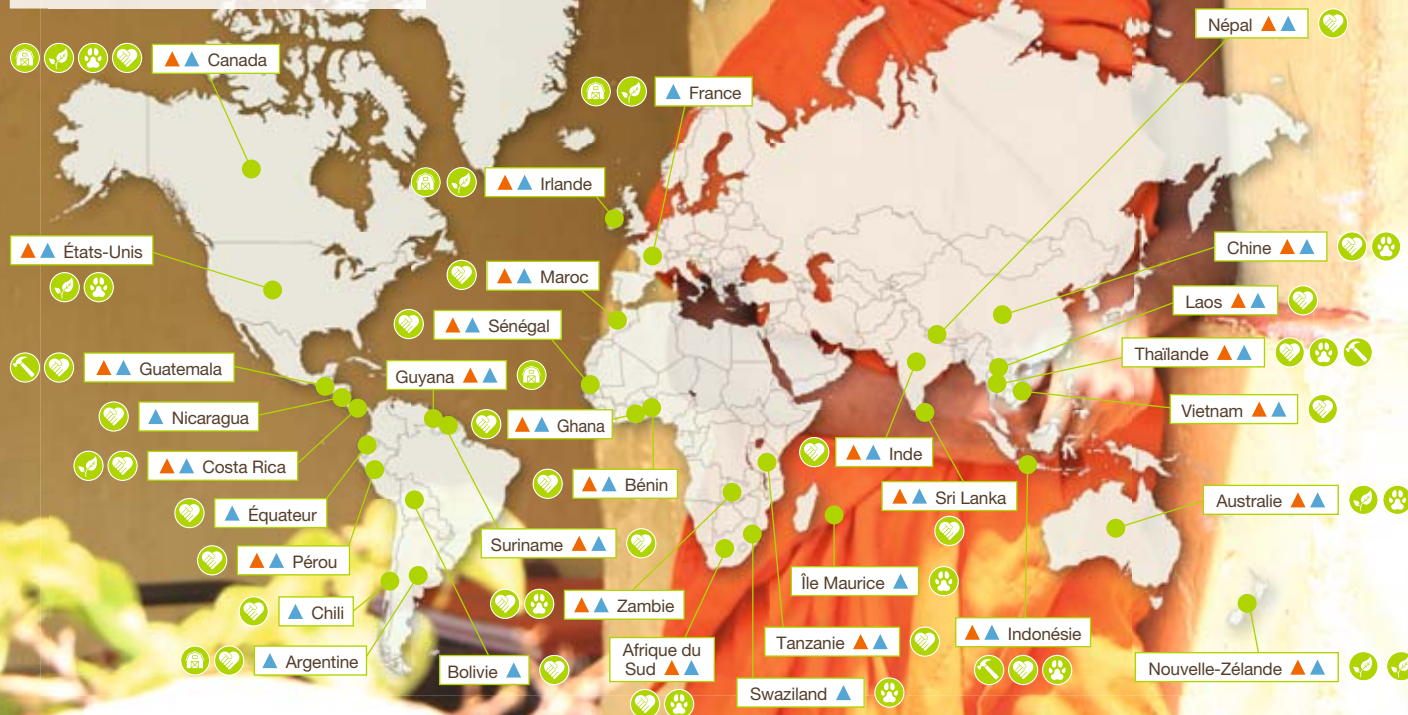 Népal
Canada
France
Irlande
États-Unis
Chine
Maroc
Laos
Sénégal
Thaïlande
Guatemala
Guyana
Nicaragua
Vietnam
Ghana
Inde
Costa Rica
Bénin
Sri Lanka
Australie
Équateur
Suriname
Pérou
Île Maurice
Chili
Zambie
Indonésie
Tanzanie
Afrique du
Sud
Argentine
Bolivie
Nouvelle-Zélande
Swaziland